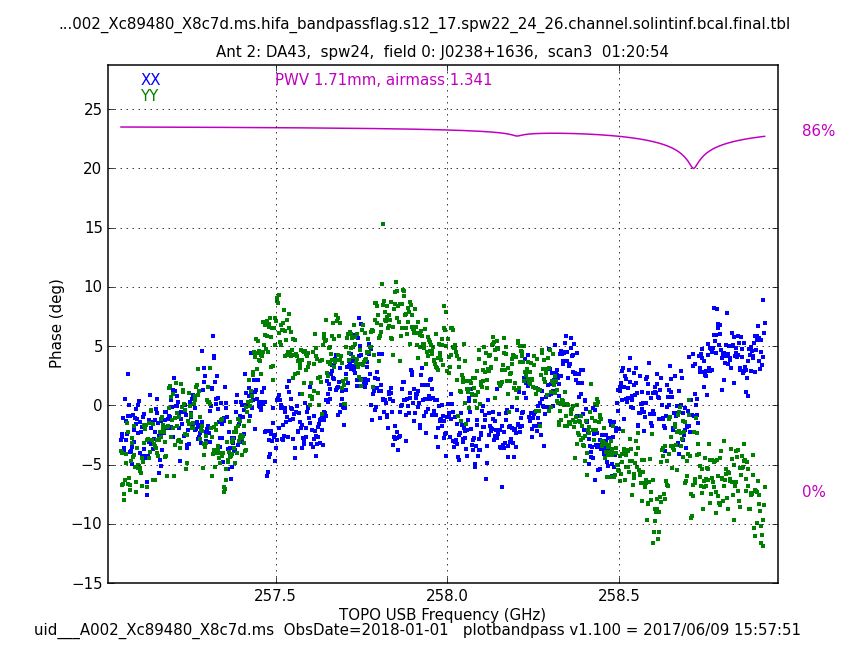 ...002_Xc89480_X8c7d.ms.hifa_bandpassflag.s12_17.spw22_24_26.channel.solintinf.bcal.final.tbl
Ant 2: DA43,  spw24,  field 0: J0238+1636,  scan3  01:20:54
XX
PWV 1.71mm, airmass 1.341
YY
25
86%
20
15
10
5
0
−5
0%
−10
−15
Phase (deg)
257.5
258.0
258.5
TOPO USB Frequency (GHz)
uid___A002_Xc89480_X8c7d.ms  ObsDate=2018-01-01   plotbandpass v1.100 = 2017/06/09 15:57:51